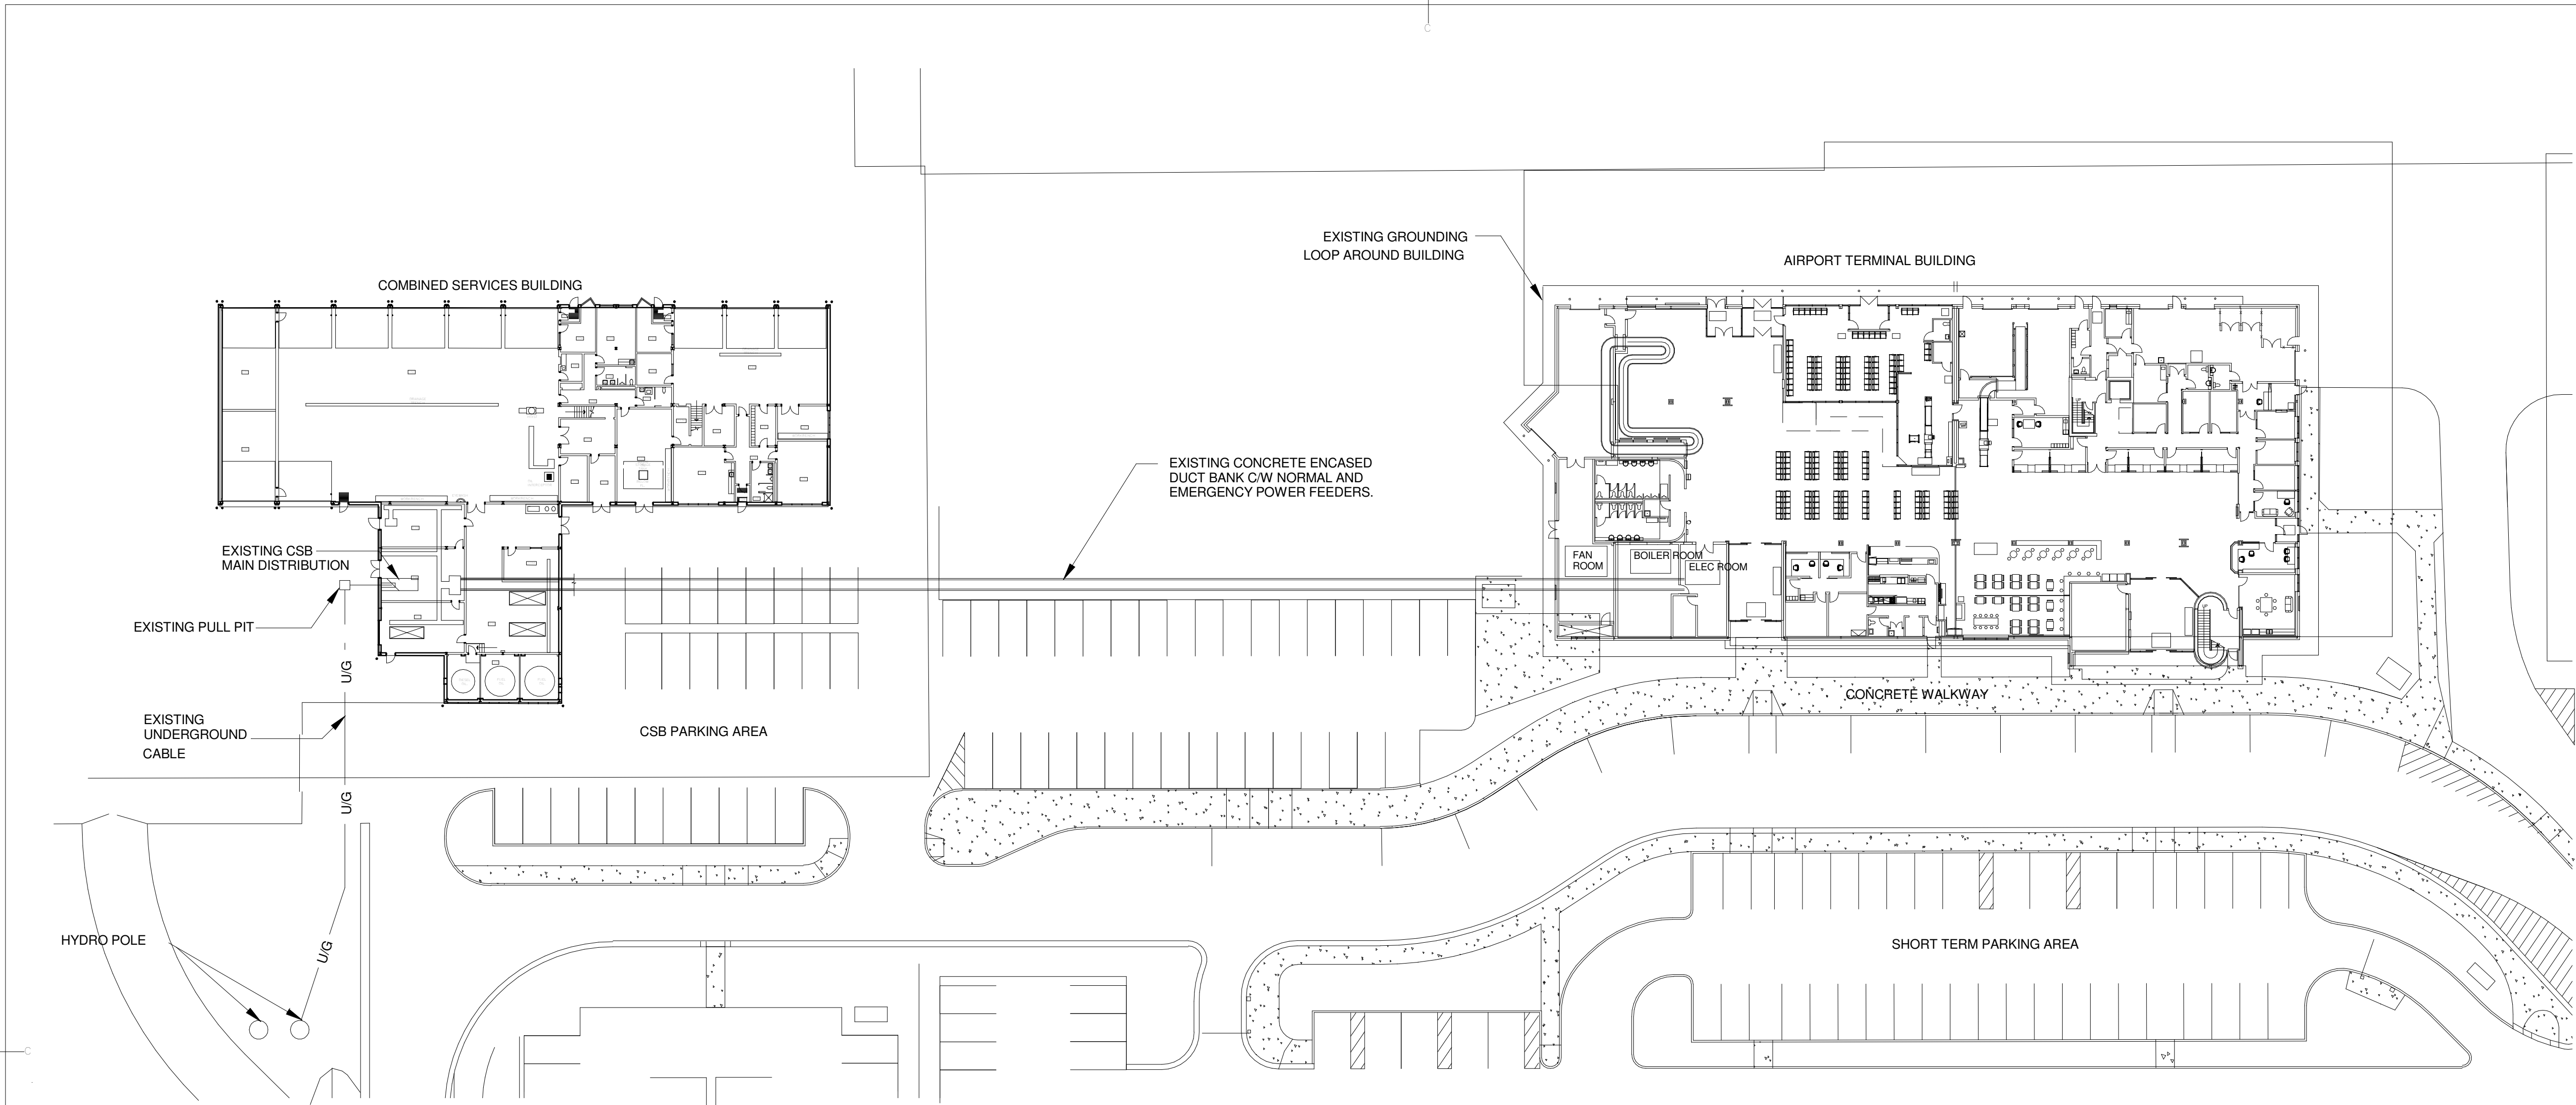 C
EXISTING GROUNDING
LOOP AROUND BUILDING
AIRPORT TERMINAL BUILDING
COMBINED SERVICES BUILDING
EXISTING CONCRETE ENCASED
DUCT BANK C/W NORMAL AND
EMERGENCY POWER FEEDERS.
EXISTING CSB
MAIN DISTRIBUTION
FAN
ROOM
BOILER ROOM
ELEC ROOM
EXISTING PULL PIT
UP
UP
U/G
CONCRETE WALKWAY
EXISTING
UNDERGROUND
CABLE
CSB PARKING AREA
U/G
HYDRO POLE
U/G
SHORT TERM PARKING AREA
C